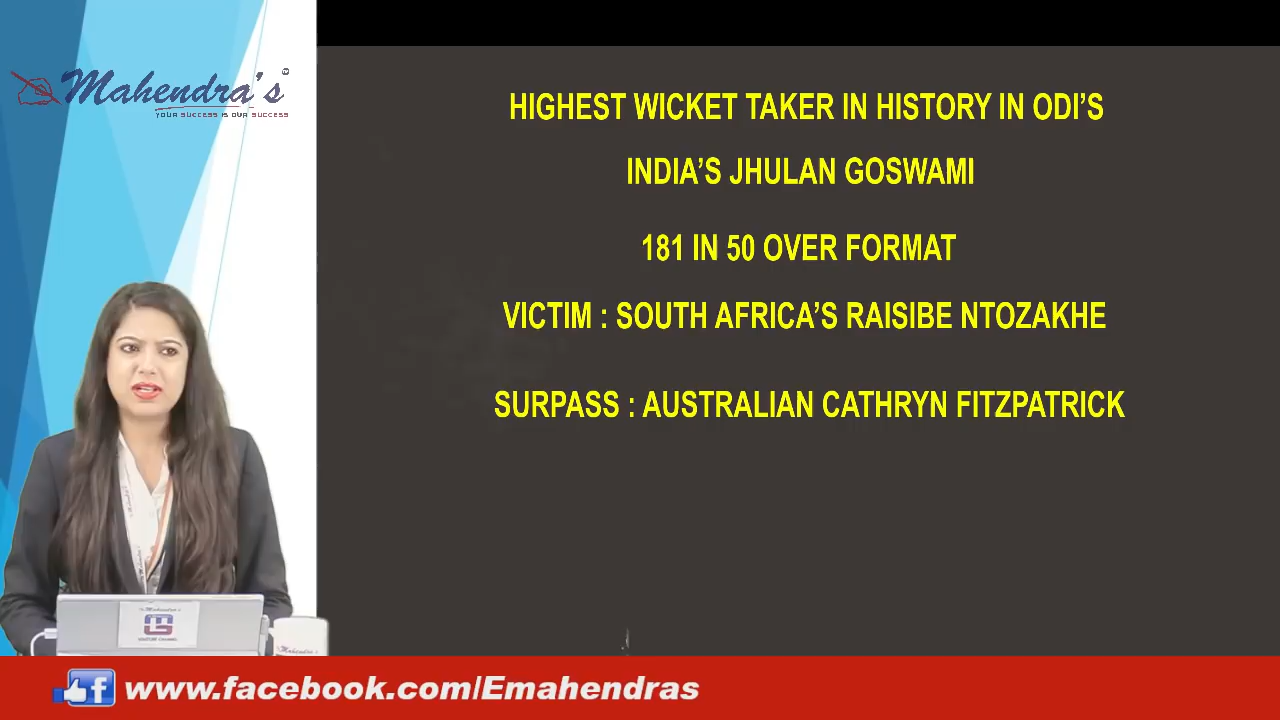 Mahendra's
YOUR SUCCESS IS OUR SUCCESS
HIGHEST WICKET TAKER IN HISTORY IN ODI'S
INDIA'S JHULAN GOSWAMI
181 IN 50 OVER FORMAT
VICTIM : SOUTH AFRICA'S RAISIBE NTOZAKHE
SURPASS : AUSTRALIAN CATHRYN FITZPATRICK
www.facebook.com/Emahendras